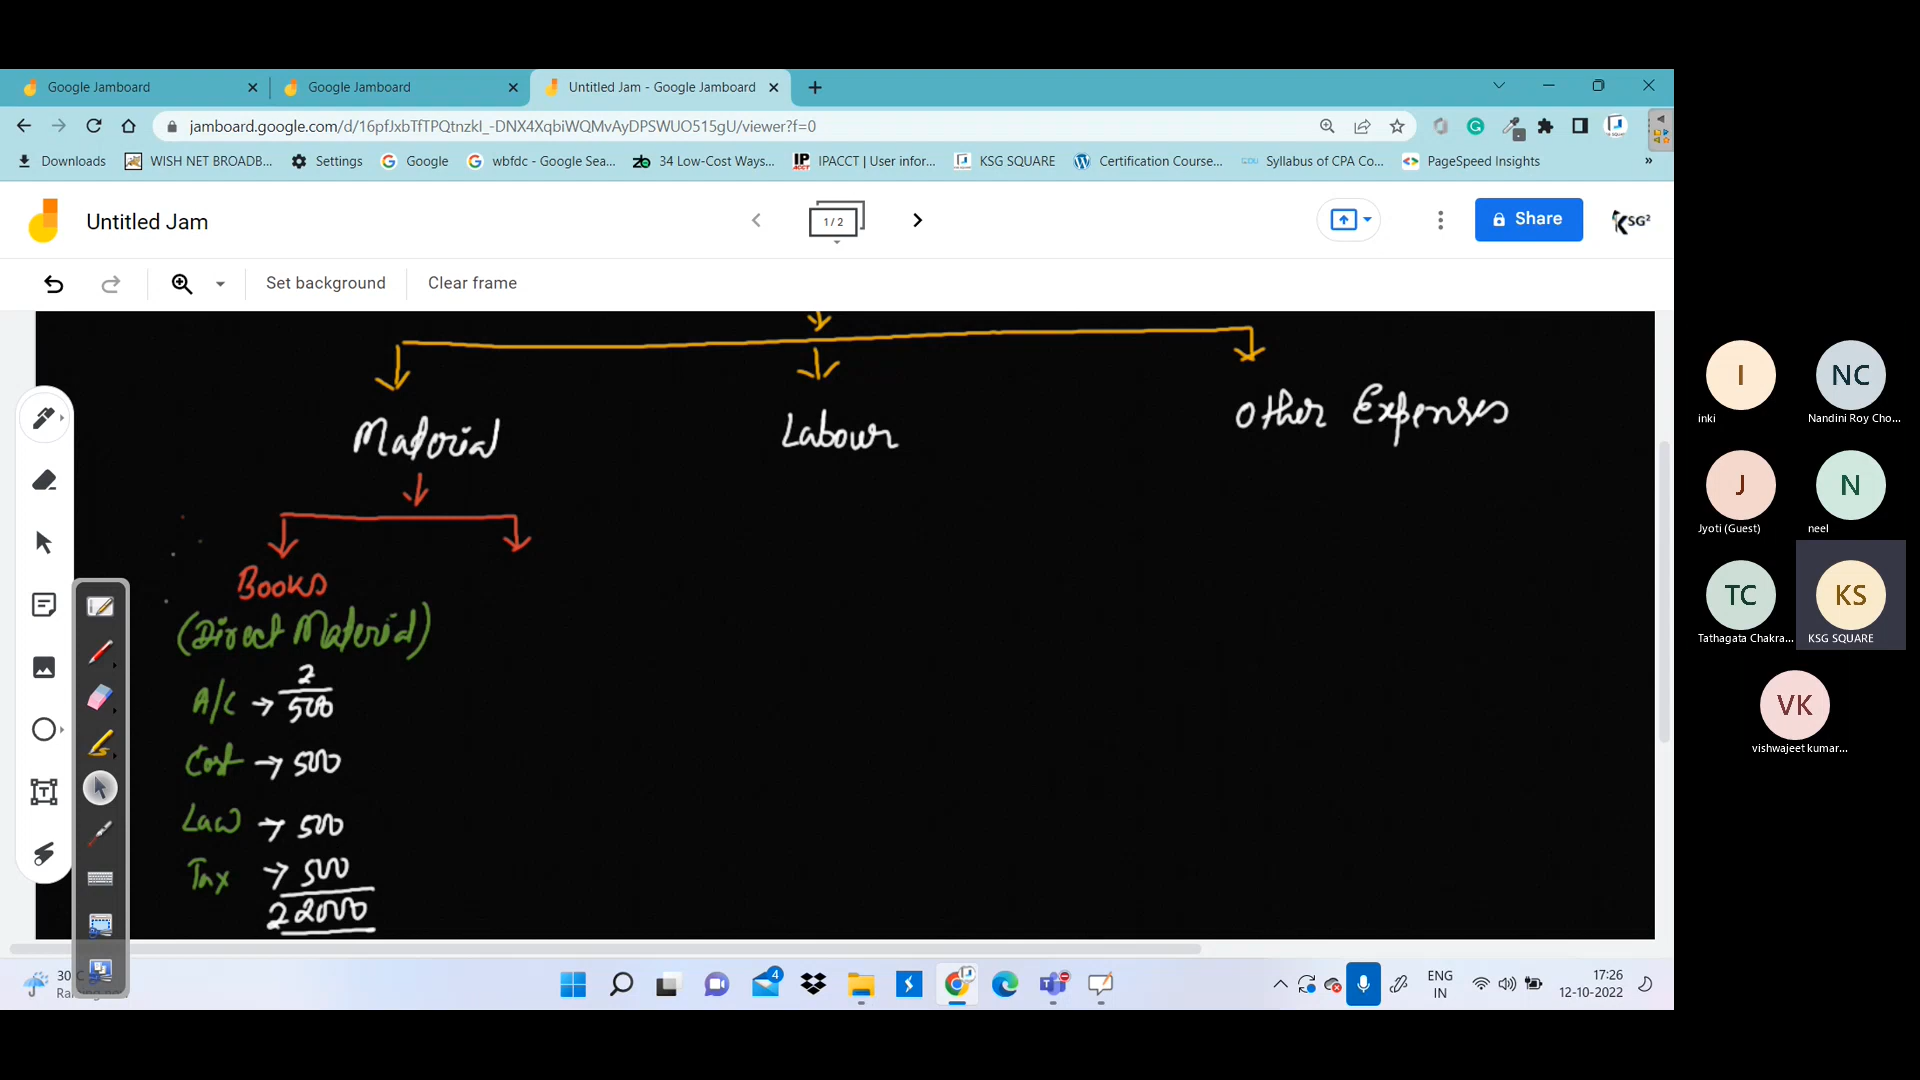 Google Jamboard
Google Jamboard
Untitled Jam - Google Jamboard
jamboard.google.com/d/16pfJxbTfTPQtnzkl_-DNX4XqbiWQMvAyDPSWUO515gU/viewer?f=0
Downloads
WISH NET BROADB...
Settings
Google
wbfdc - Google Sea...
34 Low-Cost Ways...
IPACCT | User infor...
KSG SQUARE
Certification Course...
Syllabus of CPA Co...
PageSpeed Insights
»
Untitled Jam
1 / 2
Share
KSG²
Set background
Clear frame
Material
Labour
Other Expenses
Books
(Direct Material)
2
A/C → 500
Cost → 500
Law → 500
Tax → 500
22000
I
inki
NC
Nandini Roy Cho...
J
Jyoti (Guest)
N
neel
TC
Tathagata Chakra...
KS
KSG SQUARE
VK
vishwajeet kumar...
30
4
ENG
IN
17:26
12-10-2022